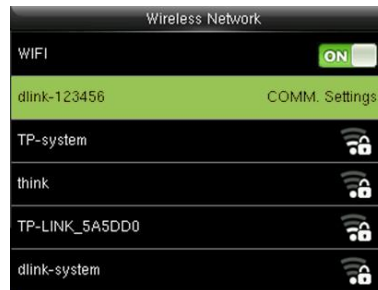 Wireless Network
WIFI ON
dlink-123456 COMM. Settings
TP-system
think
TP-LINK_5A5DD0
dlink-system